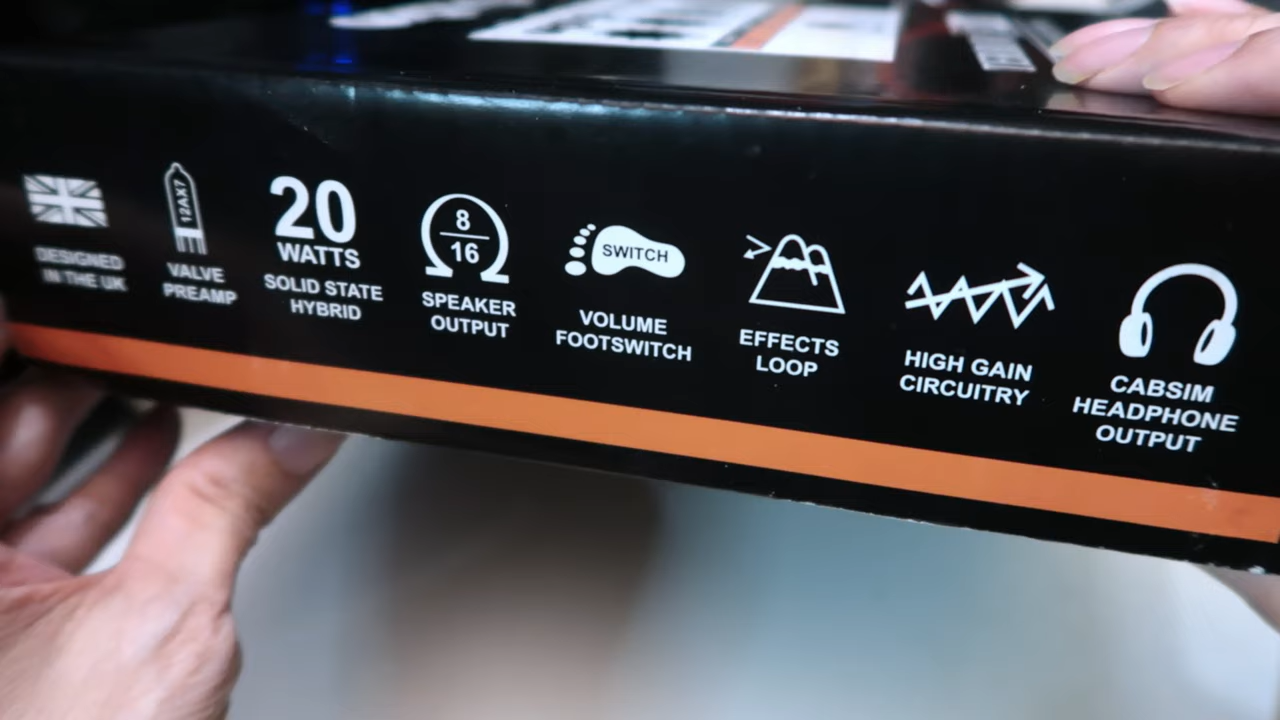 DESIGNED
IN THE UK
12AX7
VALVE
PREAMP
20
WATTS
SOLID STATE
HYBRID
8
16
SPEAKER
OUTPUT
SWITCH
VOLUME
FOOTSWITCH
EFFECTS
LOOP
HIGH GAIN
CIRCUITRY
CABSIM
HEADPHONE
OUTPUT